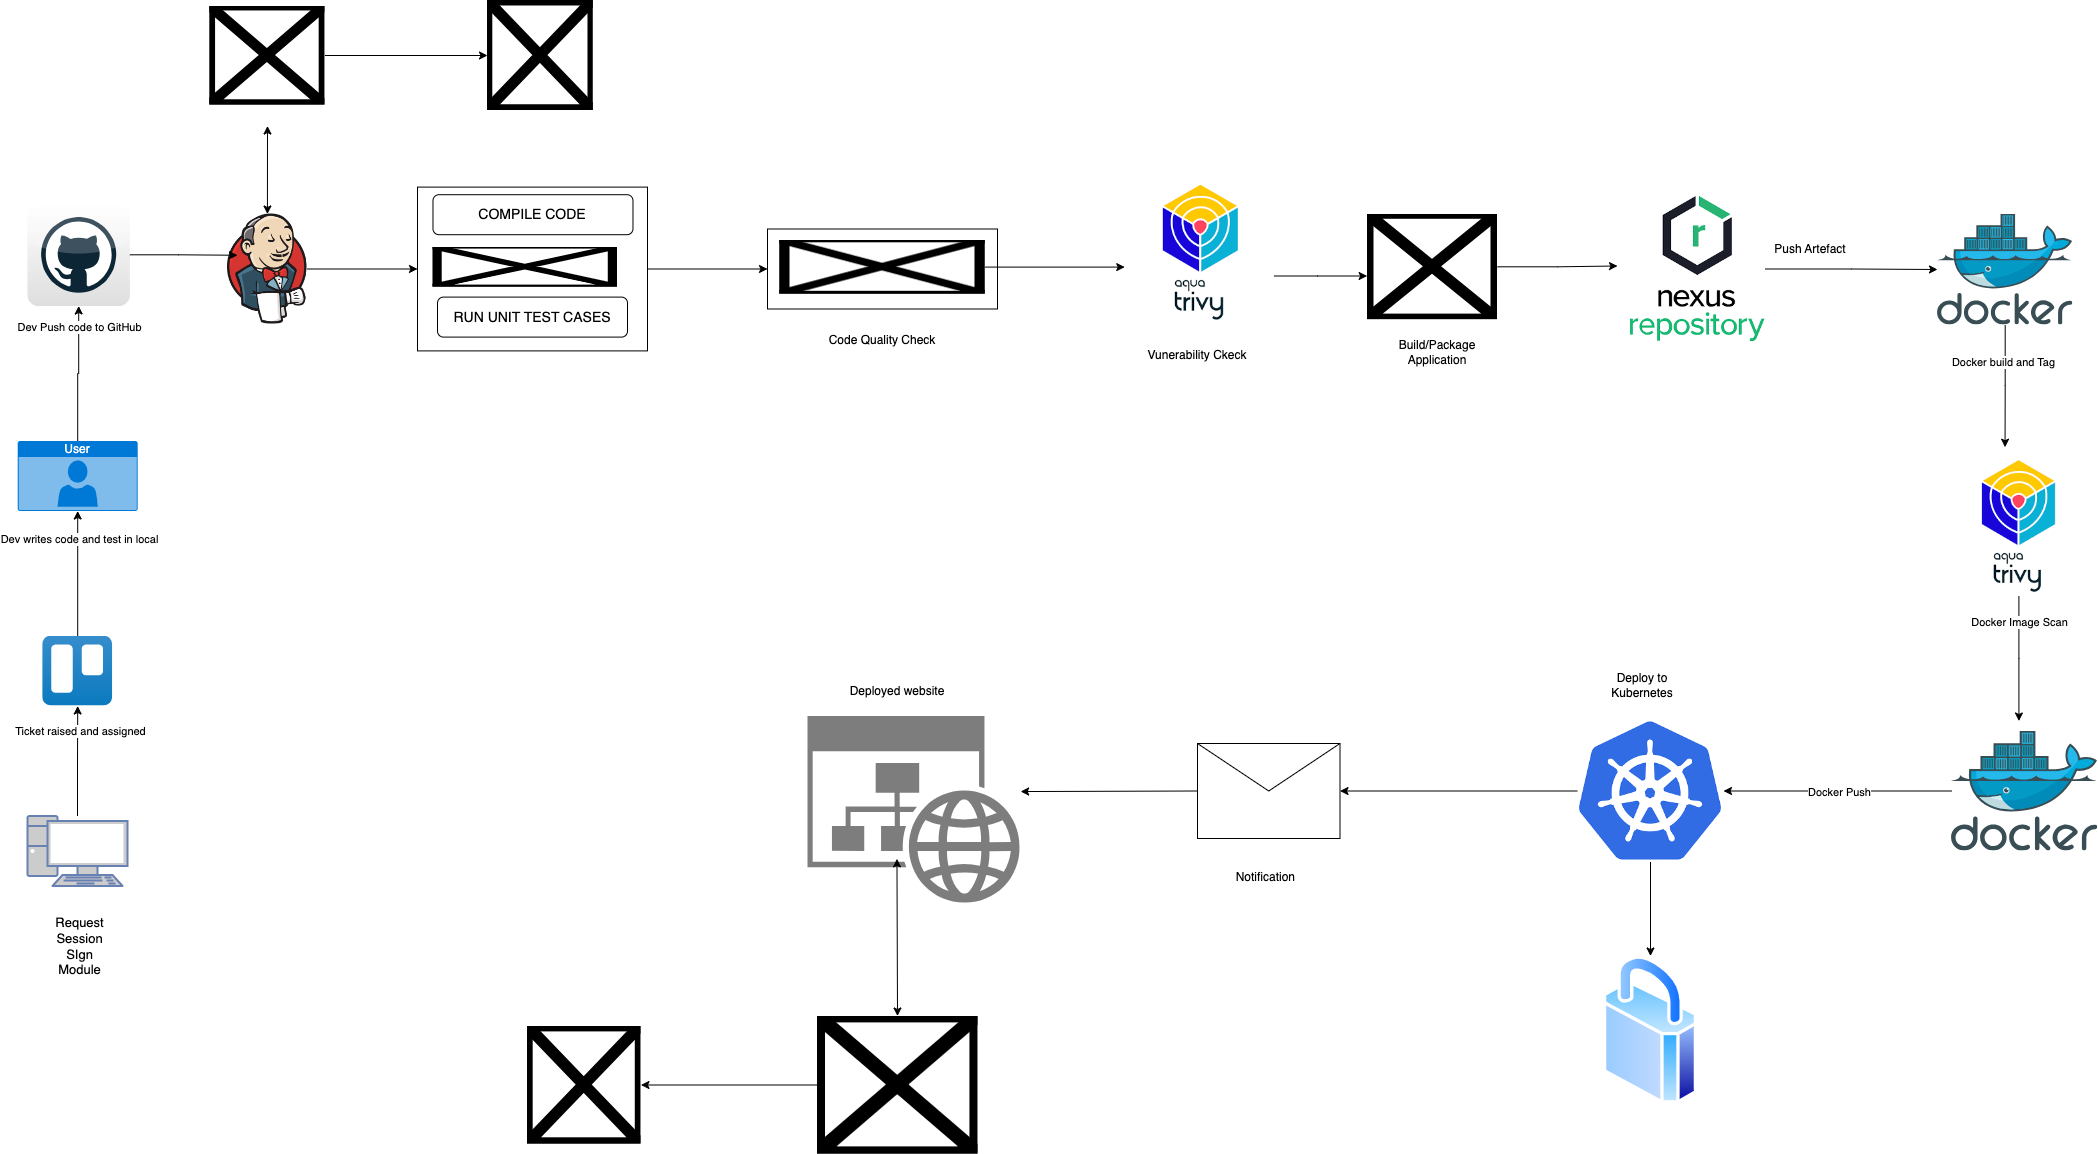 COMPILE CODE
RUN UNIT TEST CASES
Code Quality Check
aqua
trivy
Vunerability Ckeck
Build/Package
Application
r
nexus
repository
Push Artefact
docker
Docker build and Tag
Dev Push code to GitHub
User
Dev writes code and test in local
Ticket raised and assigned
Request
Session
SIgn
Module
aqua
trivy
Docker Image Scan
docker
Docker Push
Deploy to
Kubernetes
Notification
Deployed website